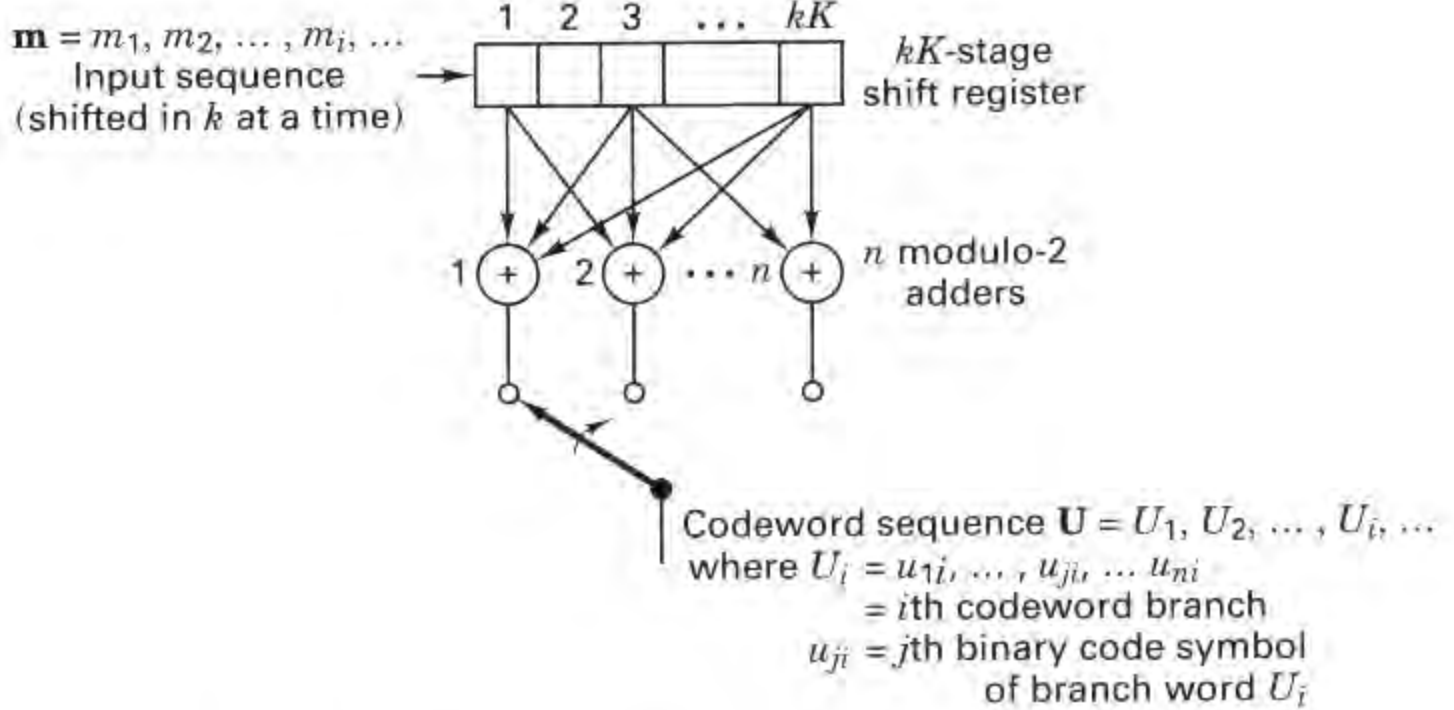 1 2 3 ... kK
m = m1, m2, ... , mi, ...
Input sequence
(shifted in k at a time)
kK-stage
shift register
1 + 2 + ... n +
n modulo-2
adders
Codeword sequence U = U1, U2, ... , Ui, ...
where Ui = u1i, ... , uji, ... uni
= ith codeword branch
uji = jth binary code symbol
of branch word Ui